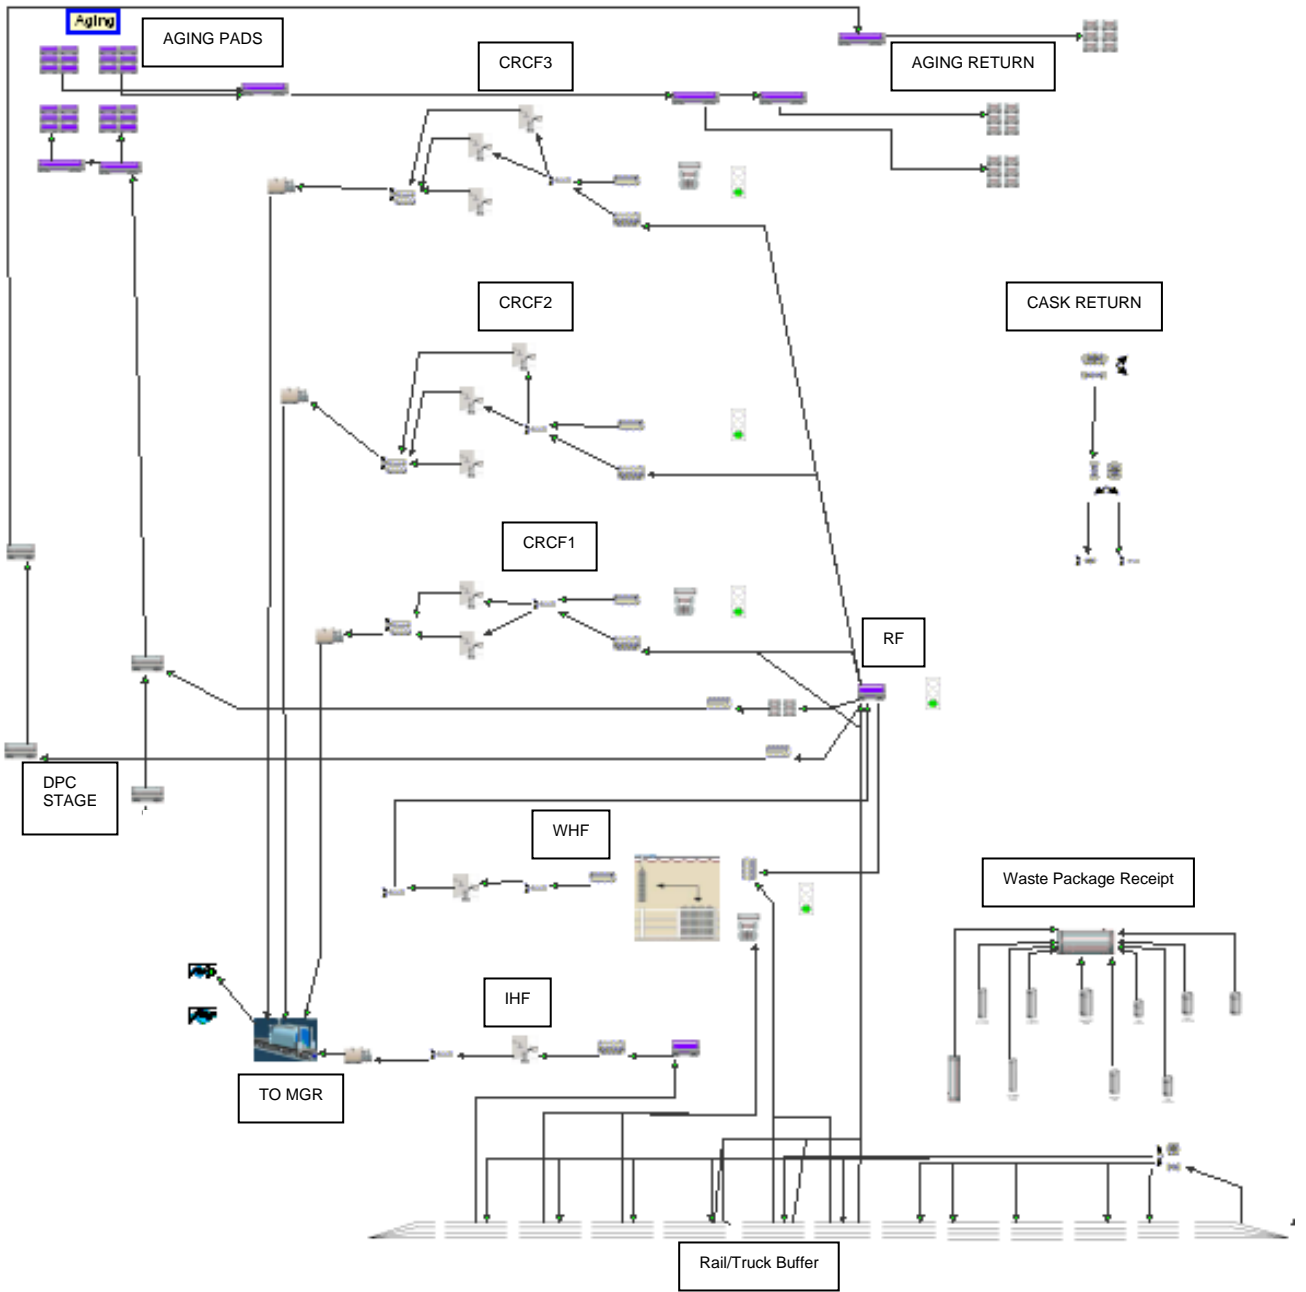 Aging
AGING PADS
CRCF3
AGING RETURN
CRCF2
CASK RETURN
CRCF1
RF
DPC
STAGE
WHF
Waste Package Receipt
IHF
TO MGR
Rail/Truck Buffer